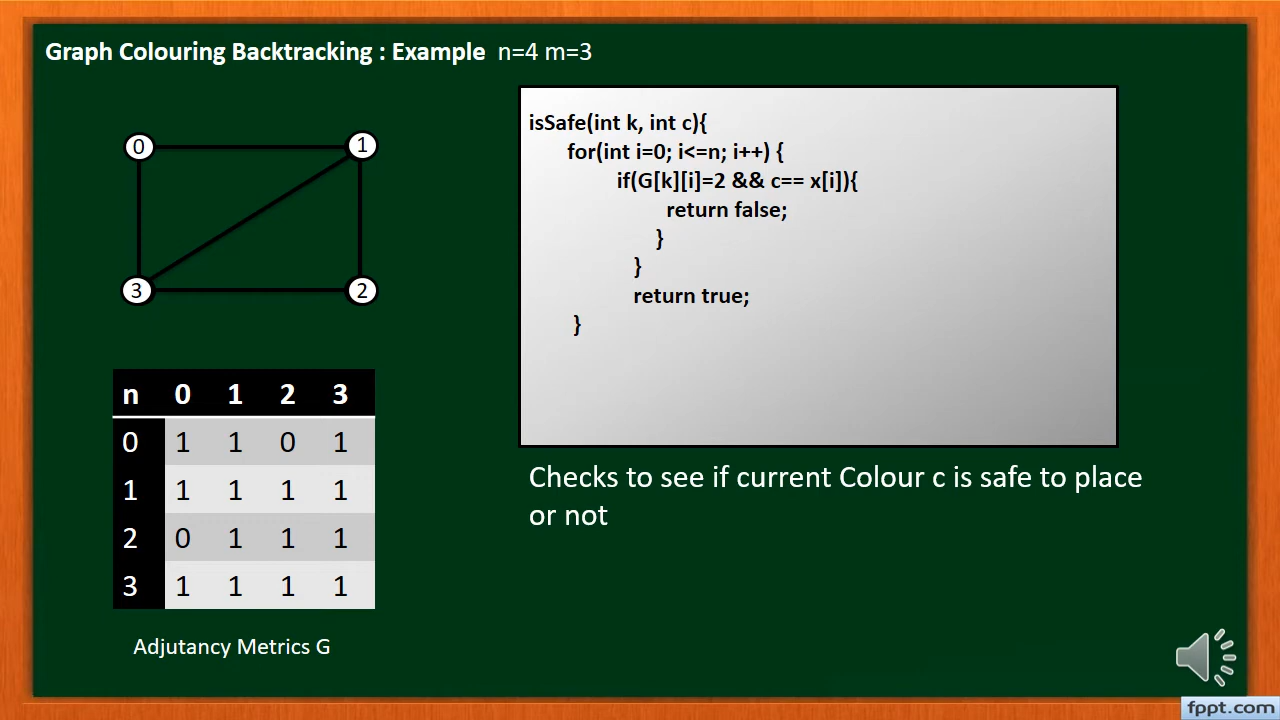 Graph Colouring Backtracking : Example n=4 m=3
0
1
3
2
isSafe(int k, int c){
for(int i=0; i<=n; i++) {
if(G[k][i]=2 && c== x[i]){
return false;
}
}
return true;
}
n 0 1 2 3
0 1 1 0 1
1 1 1 1 1
2 0 1 1 1
3 1 1 1 1
Adjutancy Metrics G
Checks to see if current Colour c is safe to place
or not
fppt.com